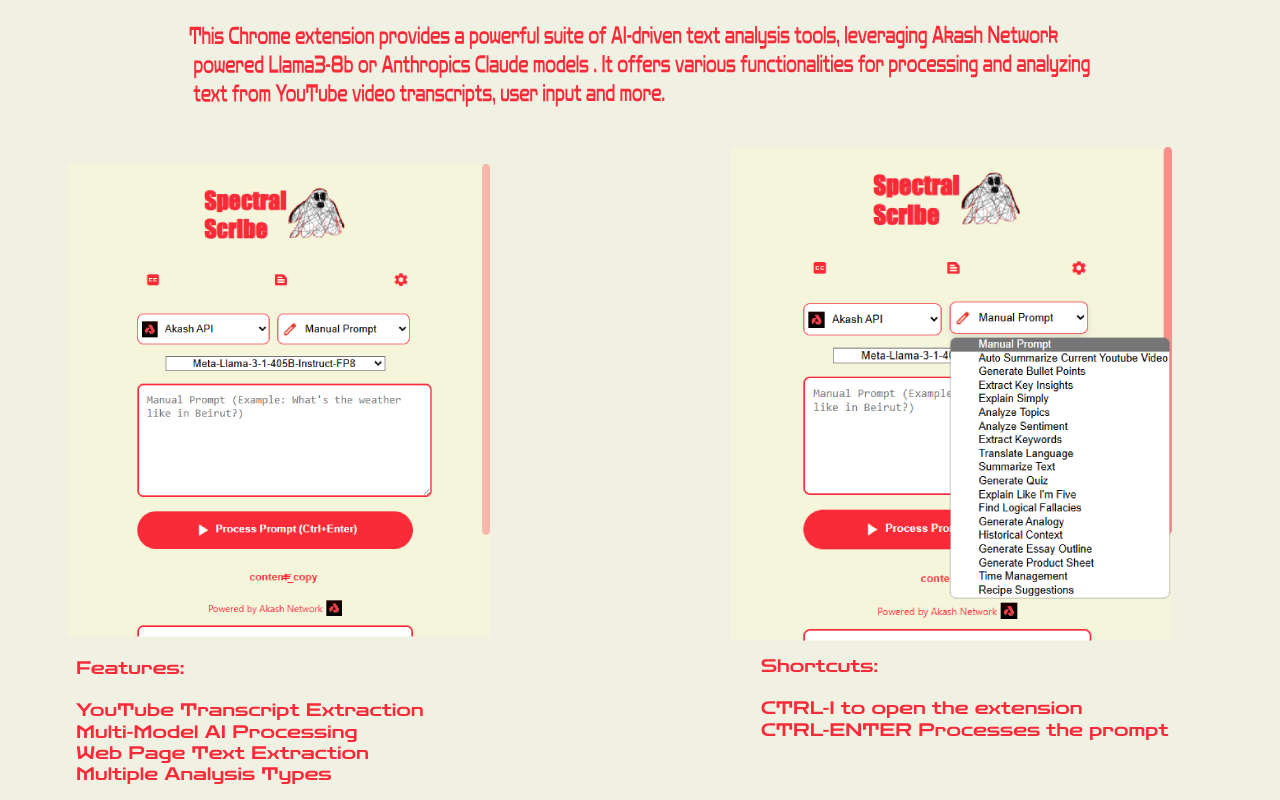 This Chrome extension provides a powerful suite of AI-driven text analysis tools, leveraging Akash Network
powered Llama3-8b or Anthropics Claude models . It offers various functionalities for processing and analyzing
text from YouTube video transcripts, user input and more.
Spectral
Scribe
CC
Akash API
Manual Prompt
Meta-Llama-3-1-405B-Instruct-FP8
Manual Prompt (Example: What's the weather
like in Beirut?)
Process Prompt (Ctrl+Enter)
content_copy
Powered by Akash Network
Features:
YouTube Transcript Extraction
Multi-Model AI Processing
Web Page Text Extraction
Multiple Analysis Types
Spectral
Scribe
CC
Akash API
Manual Prompt
Meta-Llama-3-1-40
Manual Prompt (Example
like in Beirut?)
Process Pro
conte
Powered by Akash Network
Manual Prompt
Auto Summarize Current Youtube Video
Generate Bullet Points
Extract Key Insights
Explain Simply
Analyze Topics
Analyze Sentiment
Extract Keywords
Translate Language
Summarize Text
Generate Quiz
Explain Like I'm Five
Find Logical Fallacies
Generate Analogy
Historical Context
Generate Essay Outline
Generate Product Sheet
Time Management
Recipe Suggestions
Shortcuts:
CTRL-I to open the extension
CTRL-ENTER Processes the prompt